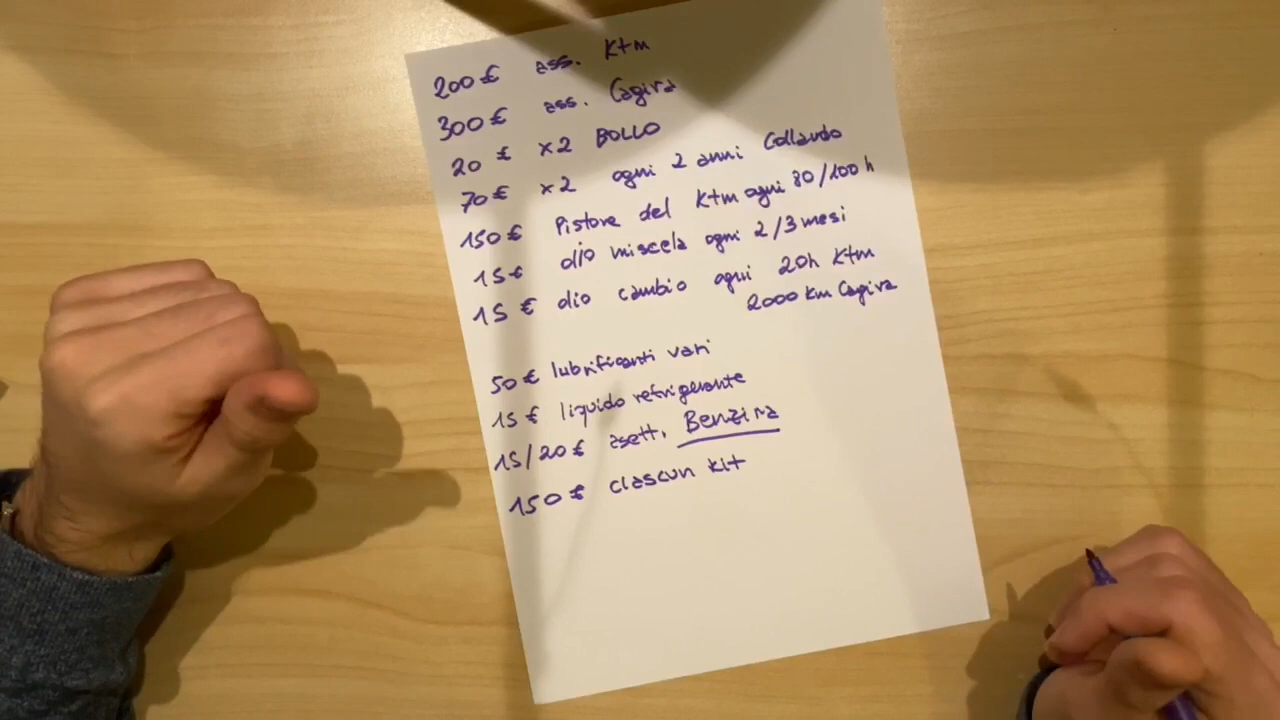 200€ ass. Ktm
300€ ass. Cagiva
20€ x2 BOLLO
70€ x2 ogni 2 anni Collaudo
150€ Pistone del Ktm ogni 80/100h
15€ olio miscela ogni 2/3 mesi
15€ olio cambio ogni 20h Ktm
2000 km Cagiva
50€ lubrificanti vari
15€ liquido refrigerante
15/20€ asett. Benzina
150€ ciascun kit